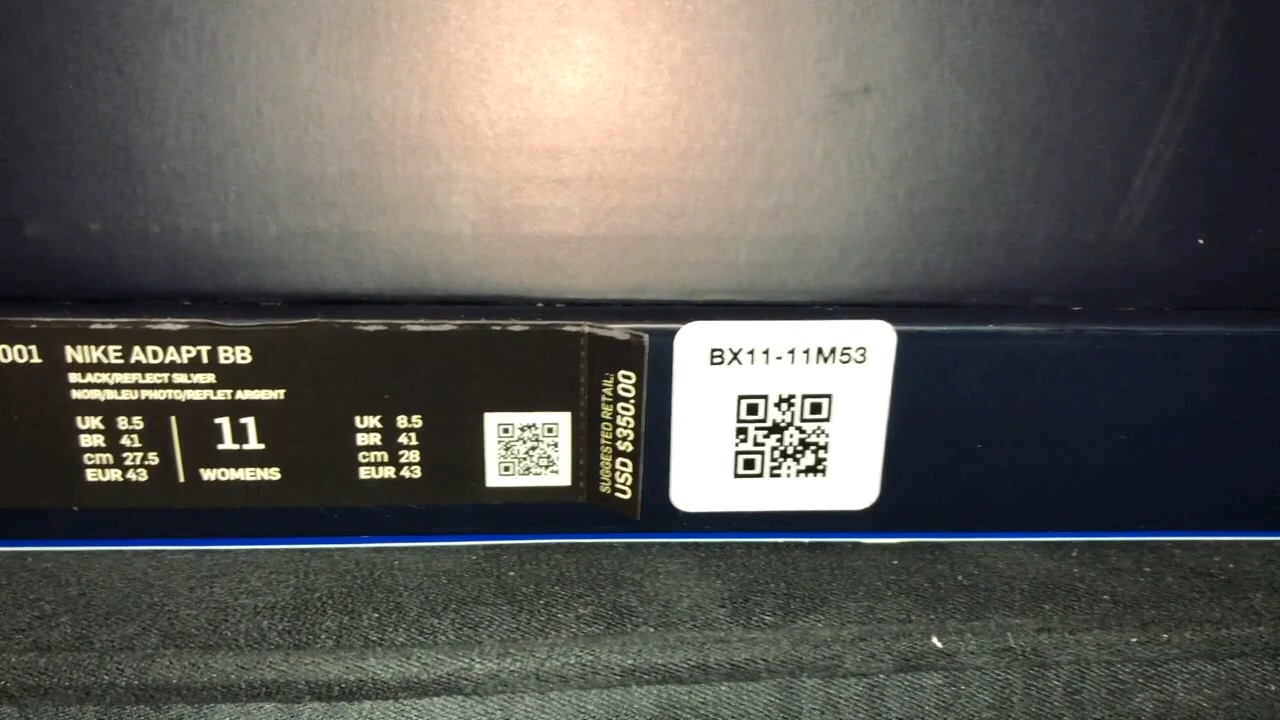 001 NIKE ADAPT BB
BLACK/REFLECT SILVER
NOIR/BLEU PHOTO/REFLET ARGENT
UK 8.5
BR 41
cm 27.5
EUR 43
11
WOMENS
UK 8.5
BR 41
cm 28
EUR 43
SUGGESTED RETAIL:
USD $350.00
BX11-11M53